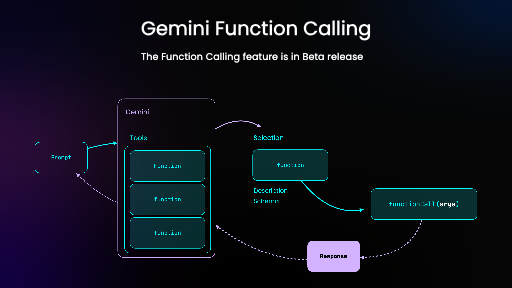 Gemini Function Calling
The Function Calling feature is in Beta release
Gemini
Tools
Prompt
function
function
function
Selection
function
Description
Schema
functionCall(args)
Response